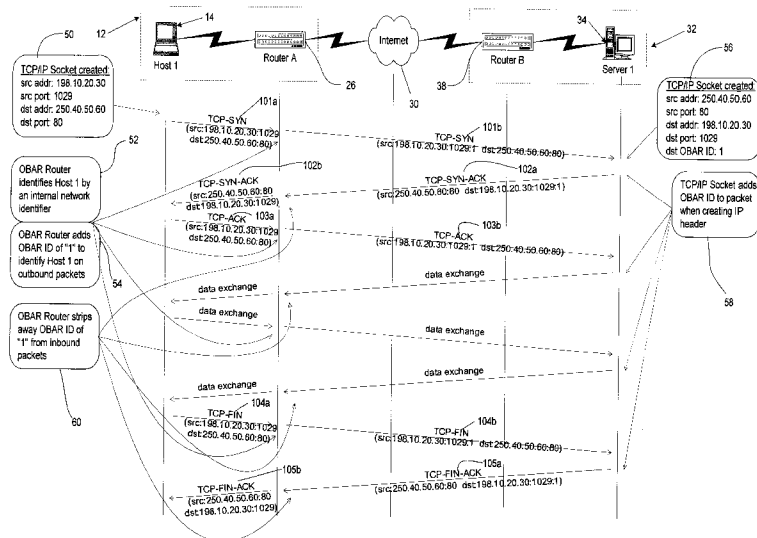 50
12
14
Host 1
Router A
26
Internet
30
38
Router B
34
Server 1
32
56
TCP/IP Socket created:
src addr: 198.10.20.30
src port: 1029
dst addr: 250.40.50.60
dst port: 80
TCP/IP Socket created:
src addr: 250.40.50.60
src port: 80
dst addr: 198.10.20.30
dst port: 1029
dst OBAR ID: 1
101a
TCP-SYN
(src:198.10.20.30:1029
dst:250.40.50.60:80)
101b
TCP-SYN
(src:198.10.20.30:1029:1 dst:250.40.50.60:80)
52
OBAR Router
identifies Host 1 by
an internal network
identifier
102b
TCP-SYN-ACK
(src:250.40.50.60:80
dst:198.10.20.30:1029)
102a
TCP-SYN-ACK
(src:250.40.50.80:80 dst:198.10.20.30:1029:1)
TCP/IP Socket adds
OBAR ID to packet
when creating IP
header
58
103a
TCP-ACK
(src:198.10.20.30:1029
dst:250.40.50.60:80)
103b
TCP-ACK
(src:198.10.20.30:1029:1 dst:250.40.50.60:80)
OBAR Router adds
OBAR ID of "1" to
identify Host 1 on
outbound packets
54
data exchange
data exchange
OBAR Router strips
away OBAR ID of
"1" from inbound
packets
60
data exchange
data exchange
data exchange
data exchange
104a
TCP-FIN
(src:198.10.20.30:1029
dst:250.40.50.60:80)
104b
TCP-FIN
(src:198.10.20.30:1029:1 dst:250.40.50.60:80)
105b
TCP-FIN-ACK
(src:250.40.50.60:80
dst:198.10.20.30:1029)
105a
TCP-FIN-ACK
(src:250.40.50.60:80 dst:198.10.20.30:1029:1)